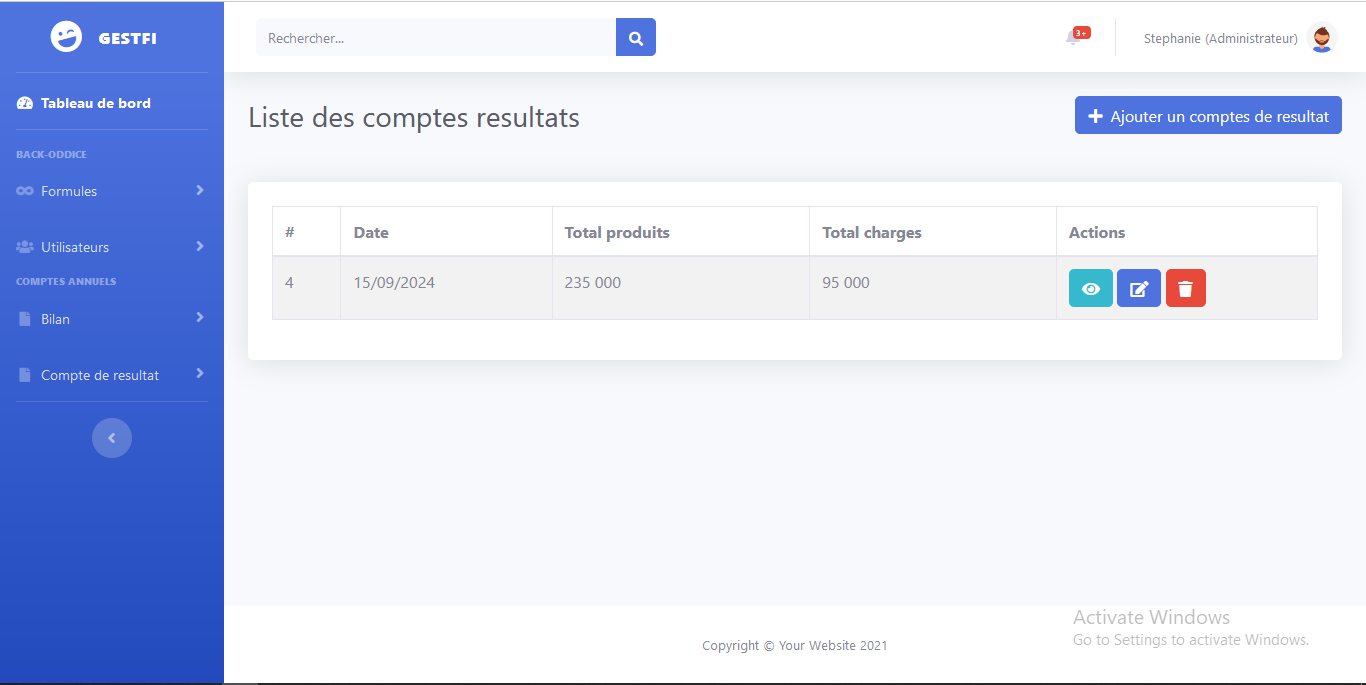 GESTFI
Rechercher...
3+
Stephanie (Administrateur)
Tableau de bord
BACK-ODDICE
Formules
Utilisateurs
COMPTES ANNUELS
Bilan
Compte de resultat
Liste des comptes resultats
Ajouter un comptes de resultat
# Date Total produits Total charges Actions
4 15/09/2024 235 000 95 000
Copyright © Your Website 2021
Activate Windows
Go to Settings to activate Windows.